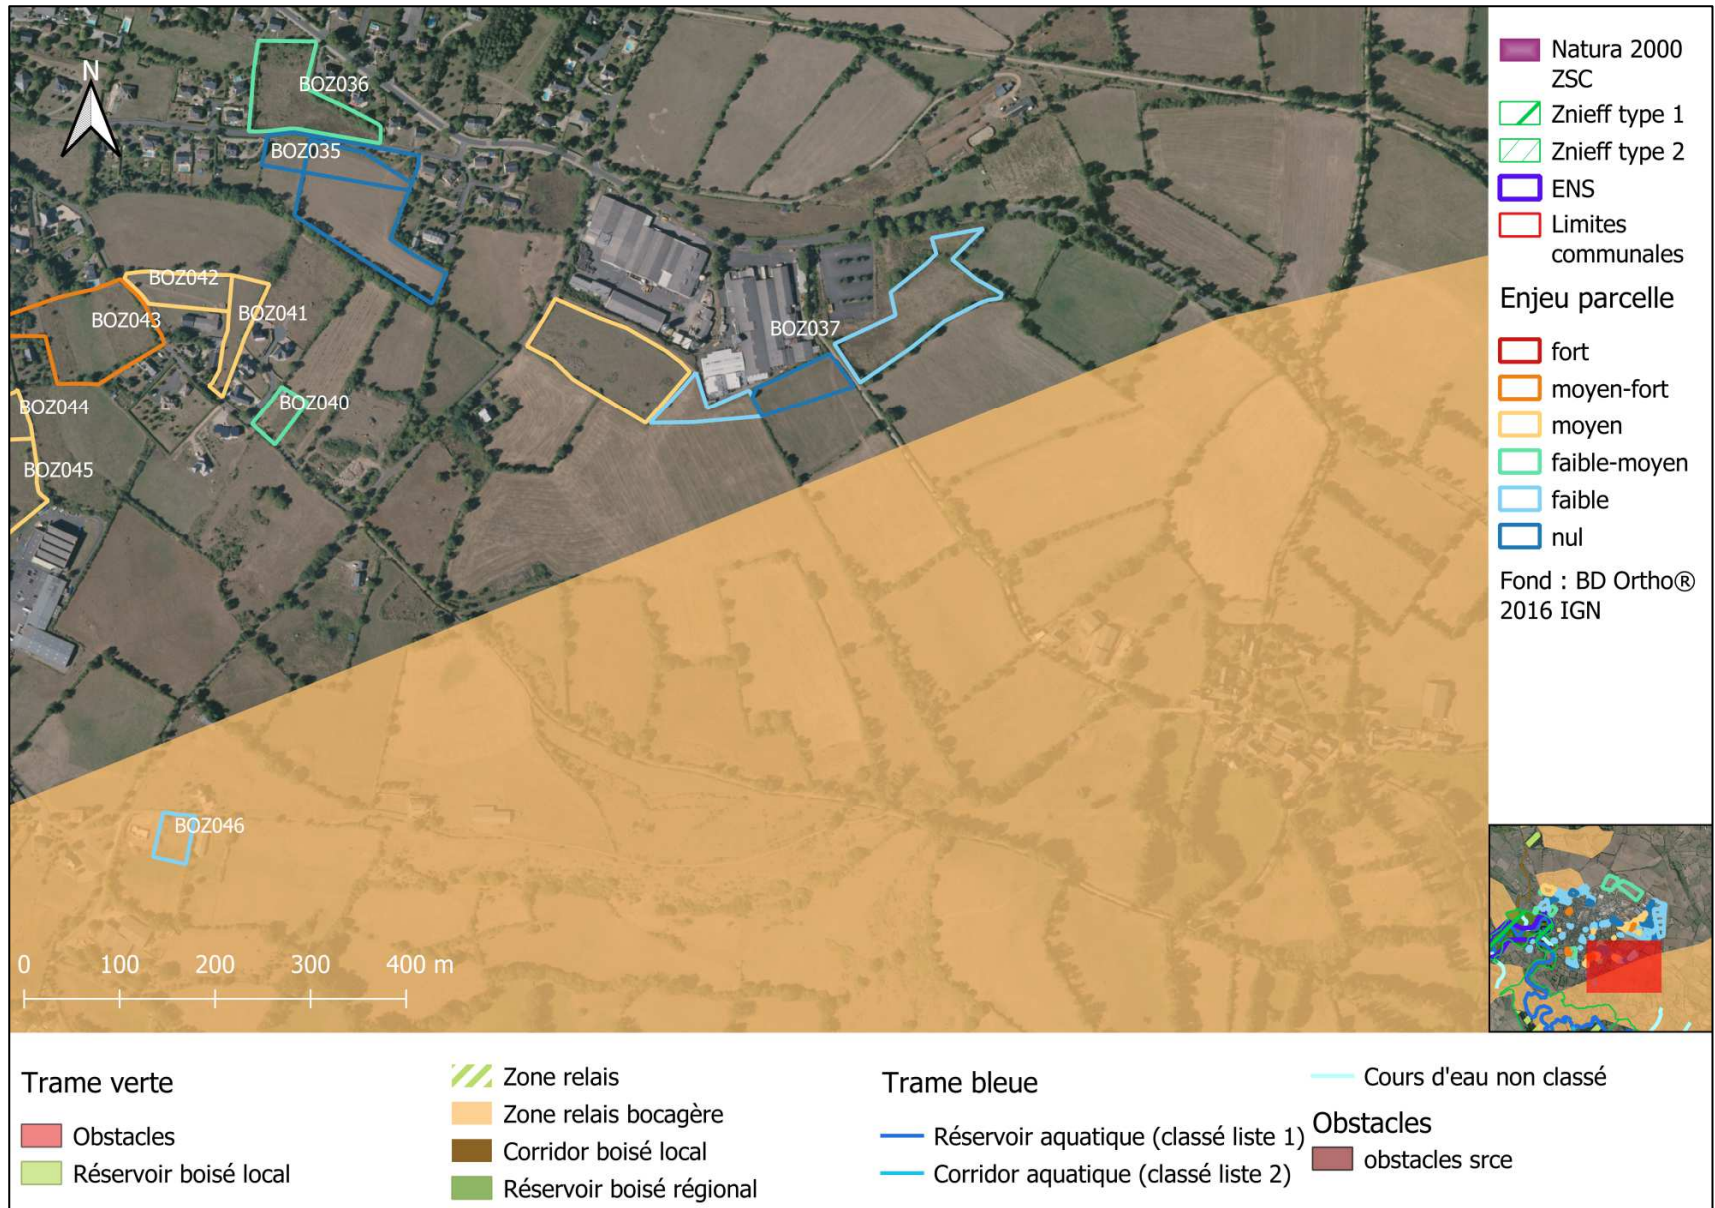 N
BOZ036
BOZ035
BOZ042
BOZ043
BOZ041
BOZ037
BOZ044
BOZ040
BOZ045
BOZ046
0 100 200 300 400 m
Natura 2000
ZSC
Znieff type 1
Znieff type 2
ENS
Limites
communales
Enjeu parcelle
fort
moyen-fort
moyen
faible-moyen
faible
nul
Fond : BD Ortho®
2016 IGN
Trame verte
Obstacles
Réservoir boisé local
Zone relais
Zone relais bocagère
Corridor boisé local
Réservoir boisé régional
Trame bleue
Réservoir aquatique (classé liste 1)
Corridor aquatique (classé liste 2)
Cours d'eau non classé
Obstacles
obstacles srce